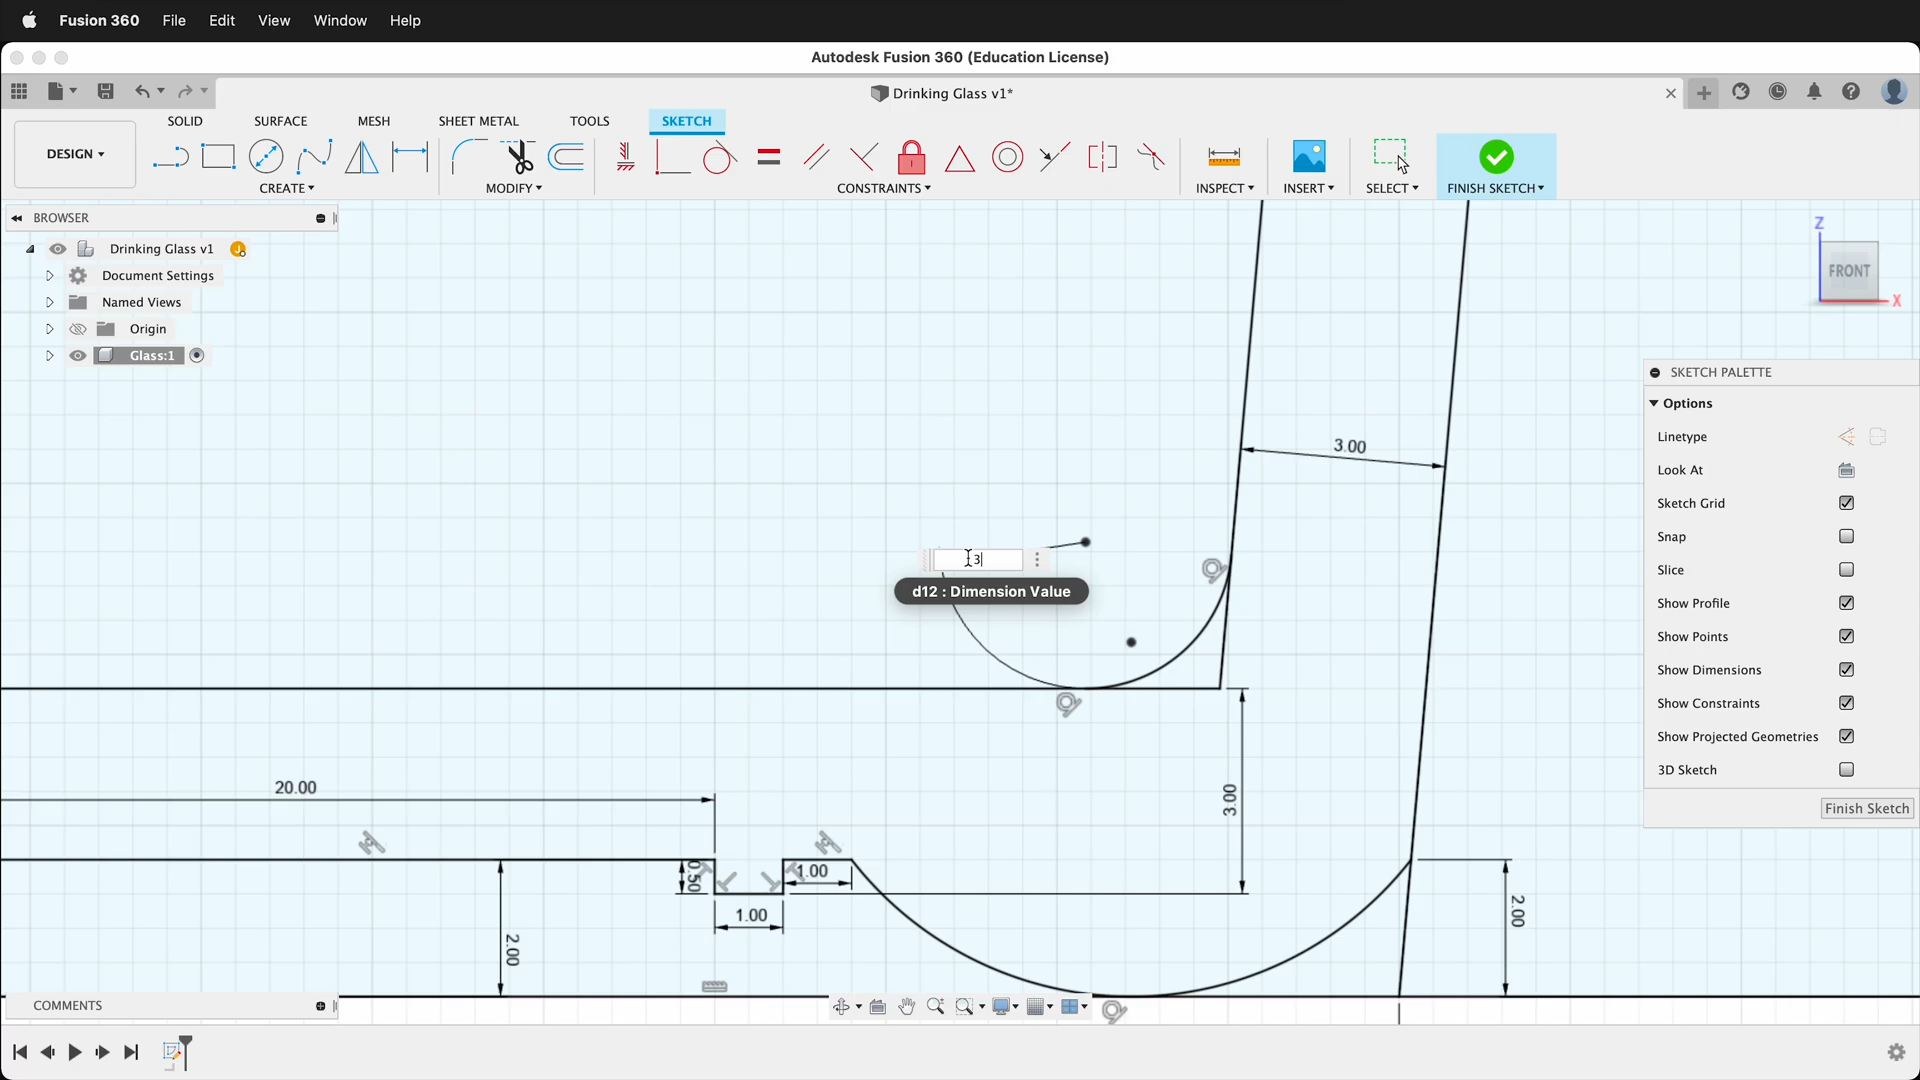 Fusion 360 File Edit View Window Help
Autodesk Fusion 360 (Education License)
Drinking Glass v1*
SOLID SURFACE MESH SHEET METAL TOOLS SKETCH
DESIGN
CREATE MODIFY CONSTRAINTS INSPECT INSERT SELECT FINISH SKETCH
BROWSER
Drinking Glass v1
Document Settings
Named Views
Origin
Glass:1
Z
FRONT
X
SKETCH PALETTE
Options
Linetype
Look At
Sketch Grid
Snap
Slice
Show Profile
Show Points
Show Dimensions
Show Constraints
Show Projected Geometries
3D Sketch
Finish Sketch
3.00
3
d12 : Dimension Value
20.00
3.00
0.50
1.00
1.00
2.00
2.00
COMMENTS